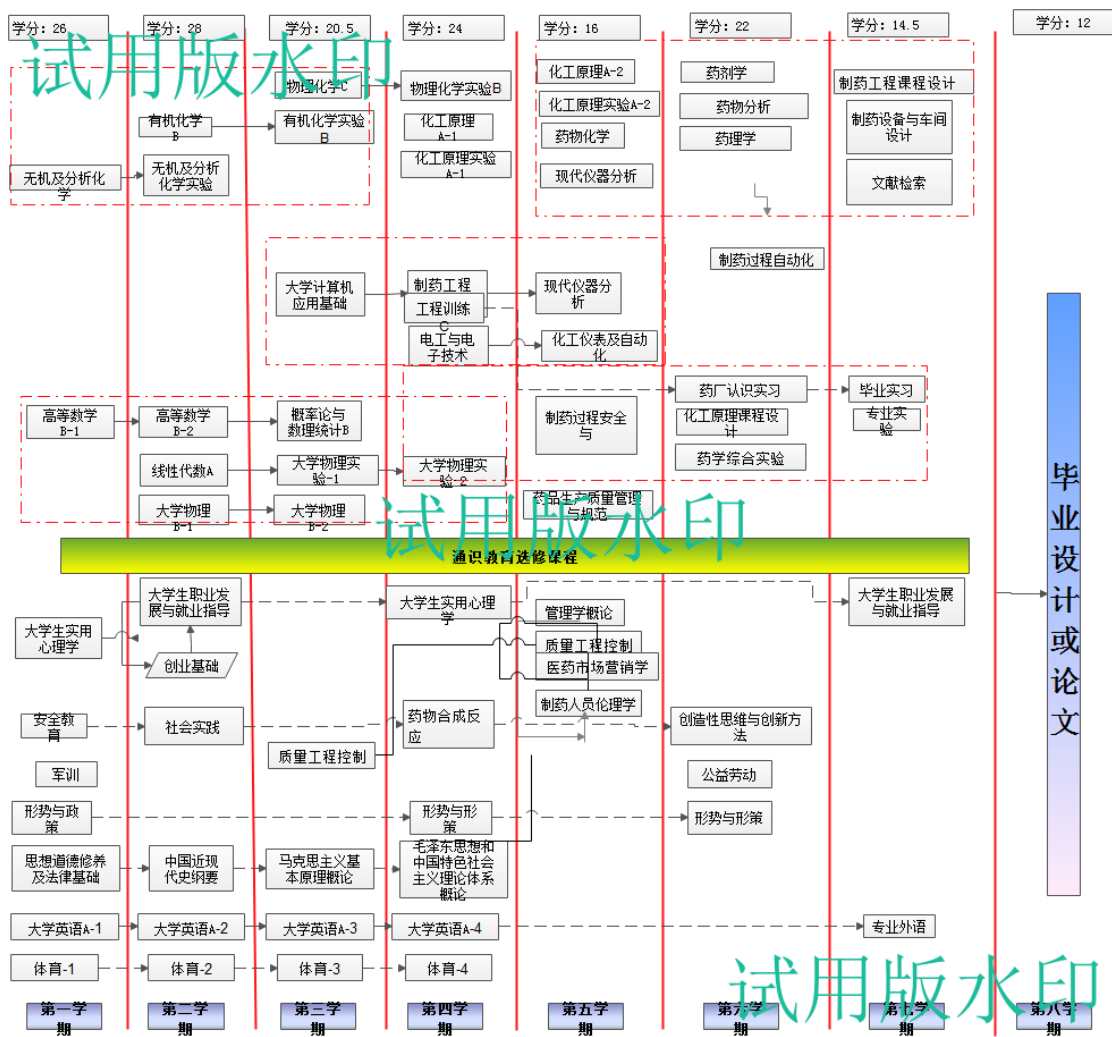 学分：26
学分：28
学分：20.5
学分：24
学分：16
学分：22
学分：14.5
学分：12
试用版水印
物理化学C
物理化学实验B
化工原理A-2
药剂学
制药工程课程设计
有机化学
B
有机化学实验
B
化工原理
A-1
化工原理实验A-2
药物分析
制药设备与车间
设计
药物化学
药理学
无机及分析化
学
无机及分析
化学实验
化工原理实验
A-1
现代仪器分析
文献检索
制药过程自动化
大学计算机
应用基础
制药工程
工程训练
C
现代仪器分
析
电工与电
子技术
化工仪表及自动
化
药厂认识实习
毕业实习
高等数学
B-1
高等数学
B-2
概率论与
数理统计B
制药过程安全
与
化工原理课程设
计
专业实
验
线性代数A
大学物理实
验-1
大学物理实
验-2
药学综合实验
大学物理
B-1
大学物理
B-2
药品生产质量管理
与规范
试用版水印
通识教育选修课程
大学生实用
心理学
大学生职业发
展与就业指导
创业基础
大学生实用心理
学
管理学概论
质量工程控制
医药市场营销学
制药人员伦理学
大学生职业发展
与就业指导
安全教
育
社会实践
质量工程控制
药物合成反
应
创造性思维与创新方
法
军训
公益劳动
形势与政
策
形势与形
策
形势与形策
思想道德修养
及法律基础
中国近现
代史纲要
马克思主义基
本原理概论
毛泽东思想和
中国特色社会
主义理论体系
概论
大学英语A-1
大学英语A-2
大学英语A-3
大学英语A-4
专业外语
体育-1
体育-2
体育-3
体育-4
试用版水印
第一学
期
第二学
期
第三学
期
第四学
期
第五学
期
第六学
期
第七学
期
第八学
期
毕业设计或论文